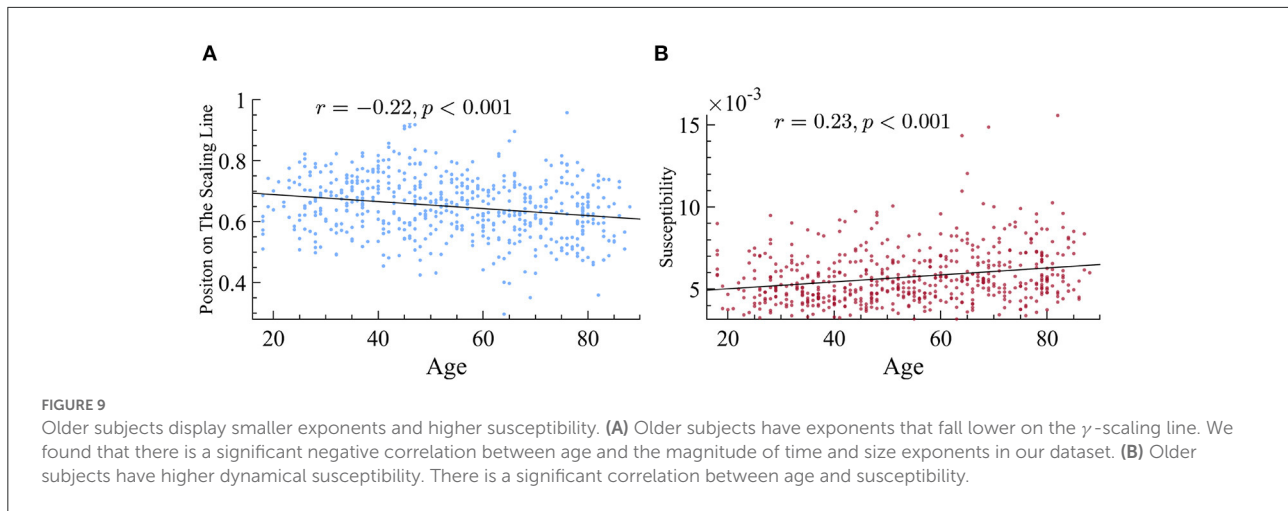 A
B
1
0.8
0.6
0.4
20
40
60
80
Age
Positon on The Scaling Line
r = −0.22, p < 0.001
×10⁻³
15
10
5
20
40
60
80
Age
Susceptibility
r = 0.23, p < 0.001
FIGURE 9
Older subjects display smaller exponents and higher susceptibility. (A) Older subjects have exponents that fall lower on the γ-scaling line. We
found that there is a significant negative correlation between age and the magnitude of time and size exponents in our dataset. (B) Older
subjects have higher dynamical susceptibility. There is a significant correlation between age and susceptibility.